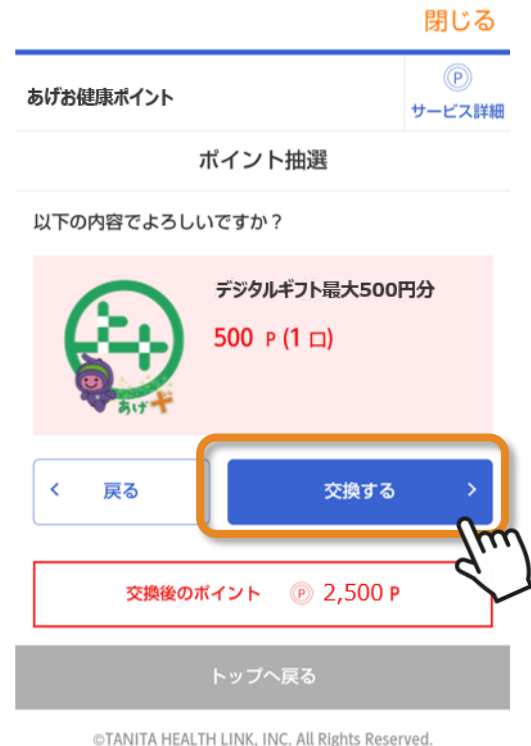 閉じる
あげお健康ポイント
P
サービス詳細
ポイント抽選
以下の内容でよろしいですか？
デジタルギフト最大500円分
500 P (1 口)
あげ
戻る
交換する
交換後のポイント P 2,500 P
トップへ戻る
©TANITA HEALTH LINK, INC. All Rights Reserved.